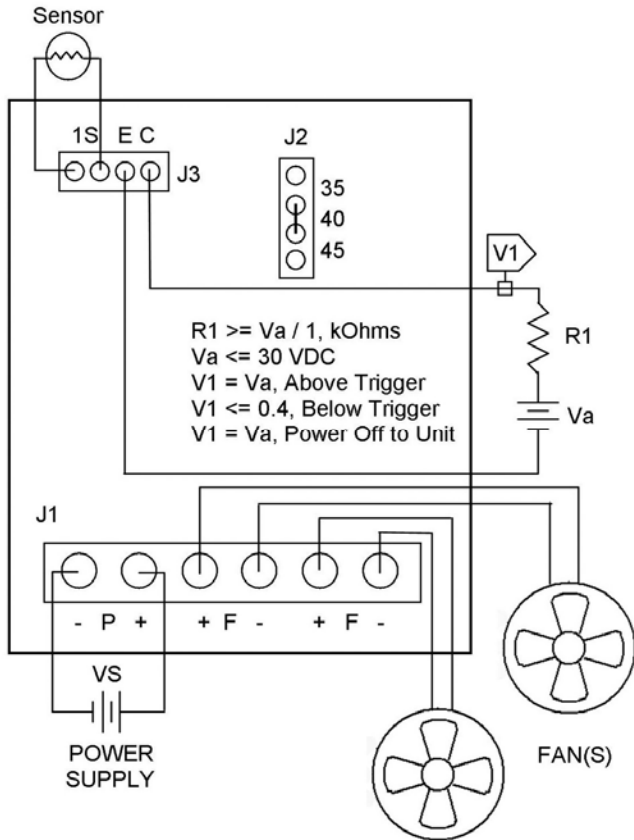 Sensor
1S E C
J3
J2
35
40
45
V1
R1 >= Va / 1, kOhms
Va <= 30 VDC
V1 = Va, Above Trigger
V1 <= 0.4, Below Trigger
V1 = Va, Power Off to Unit
R1
Va
J1
- P + + F - + F -
VS
POWER
SUPPLY
FAN(S)